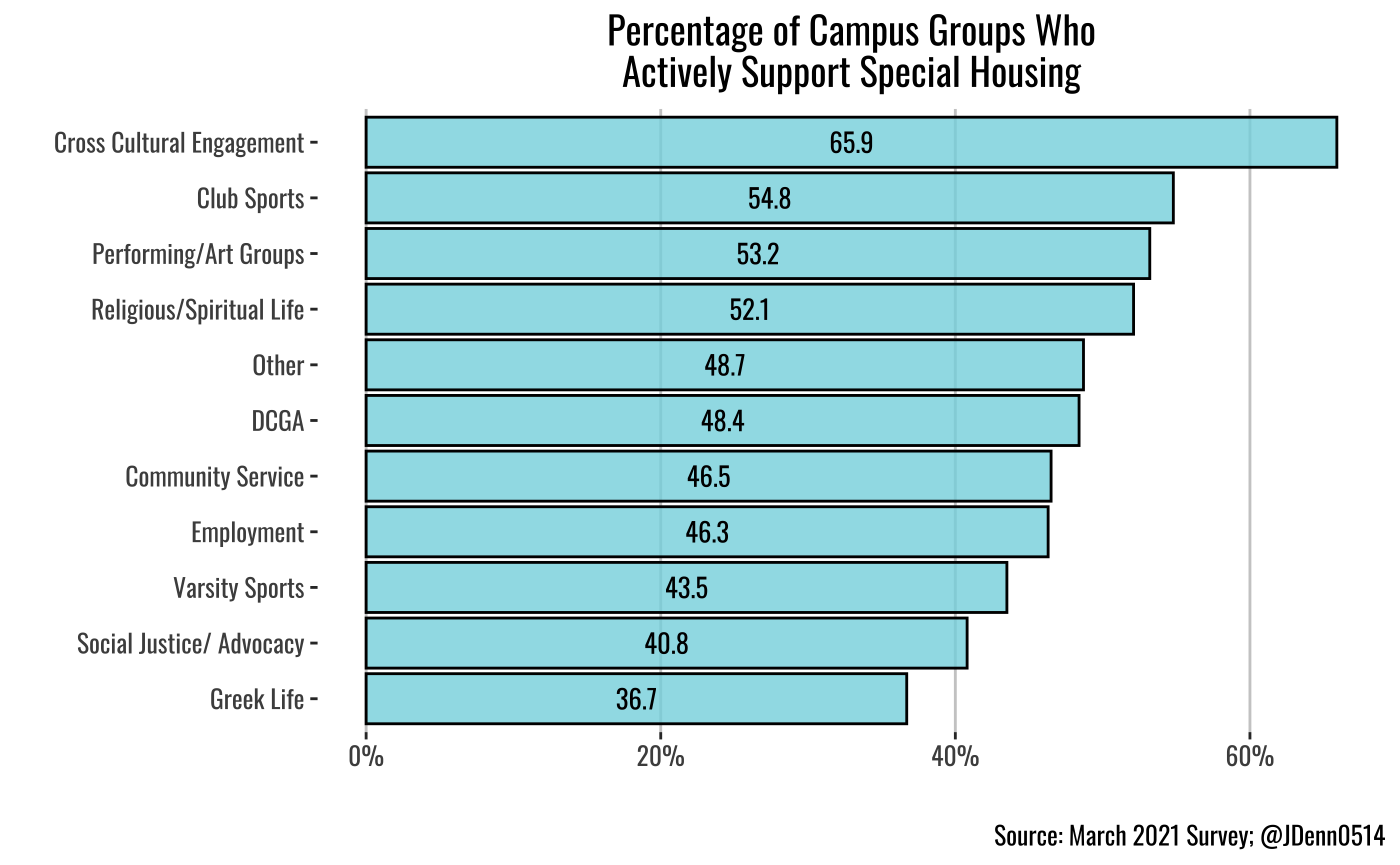 Percentage of Campus Groups Who
Actively Support Special Housing
Cross Cultural Engagement
65.9
Club Sports
54.8
Performing/Art Groups
53.2
Religious/Spiritual Life
52.1
Other
48.7
DCGA
48.4
Community Service
46.5
Employment
46.3
Varsity Sports
43.5
Social Justice/ Advocacy
40.8
Greek Life
36.7
0% 20% 40% 60%
Source: March 2021 Survey; @JDenn0514